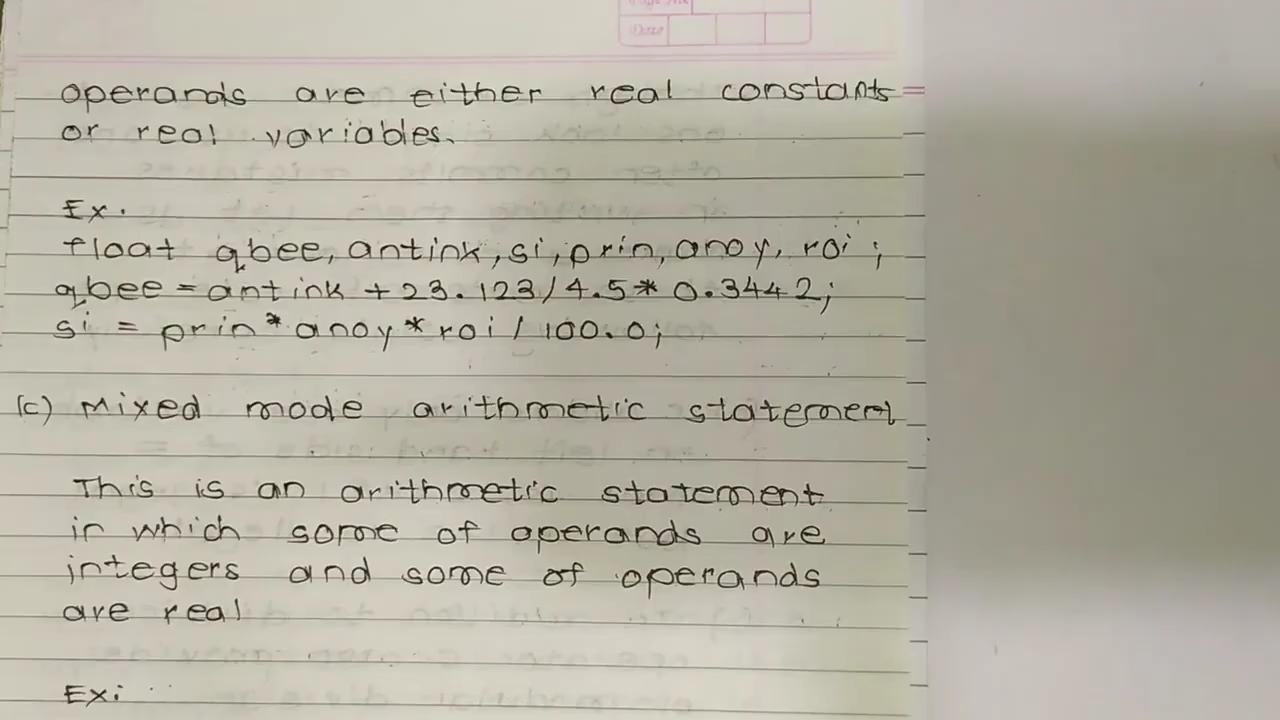 Date
operands are either real constants
or real variables.
Ex.
float qbee, antink, si, prin, anoy, roi;
qbee = antink + 23.123 / 4.5 * 0.3442;
si = prin * anoy * roi / 100.0;
(c) Mixed mode arithmetic statement
This is an arithmetic statement
in which some of operands are
integers and some of operands
are real
Ex: